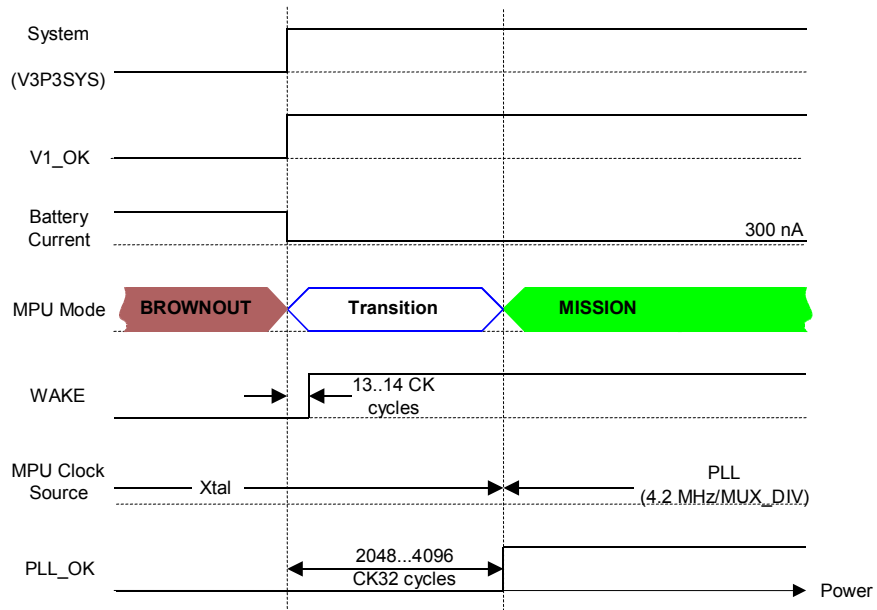 System
(V3P3SYS)
V1_OK
Battery
Current
300 nA
MPU Mode
BROWNOUT
Transition
MISSION
WAKE
13..14 CK
cycles
MPU Clock
Source
Xtal
PLL
(4.2 MHz/MUX_DIV)
PLL_OK
2048...4096
CK32 cycles
Power